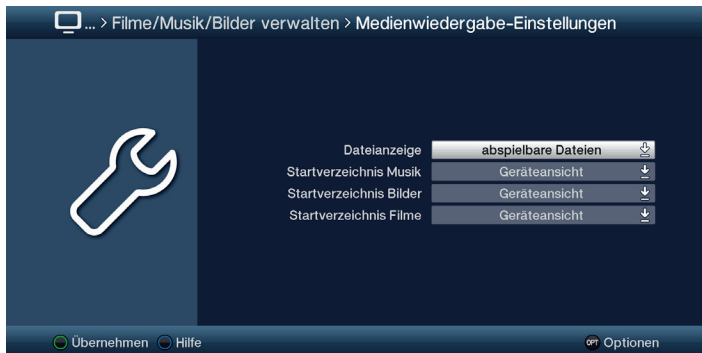 ... > Filme/Musik/Bilder verwalten > Medienwiedergabe-Einstellungen
Dateianzeige abspielbare Dateien
Startverzeichnis Musik Geräteansicht
Startverzeichnis Bilder Geräteansicht
Startverzeichnis Filme Geräteansicht
Übernehmen Hilfe OPT Optionen